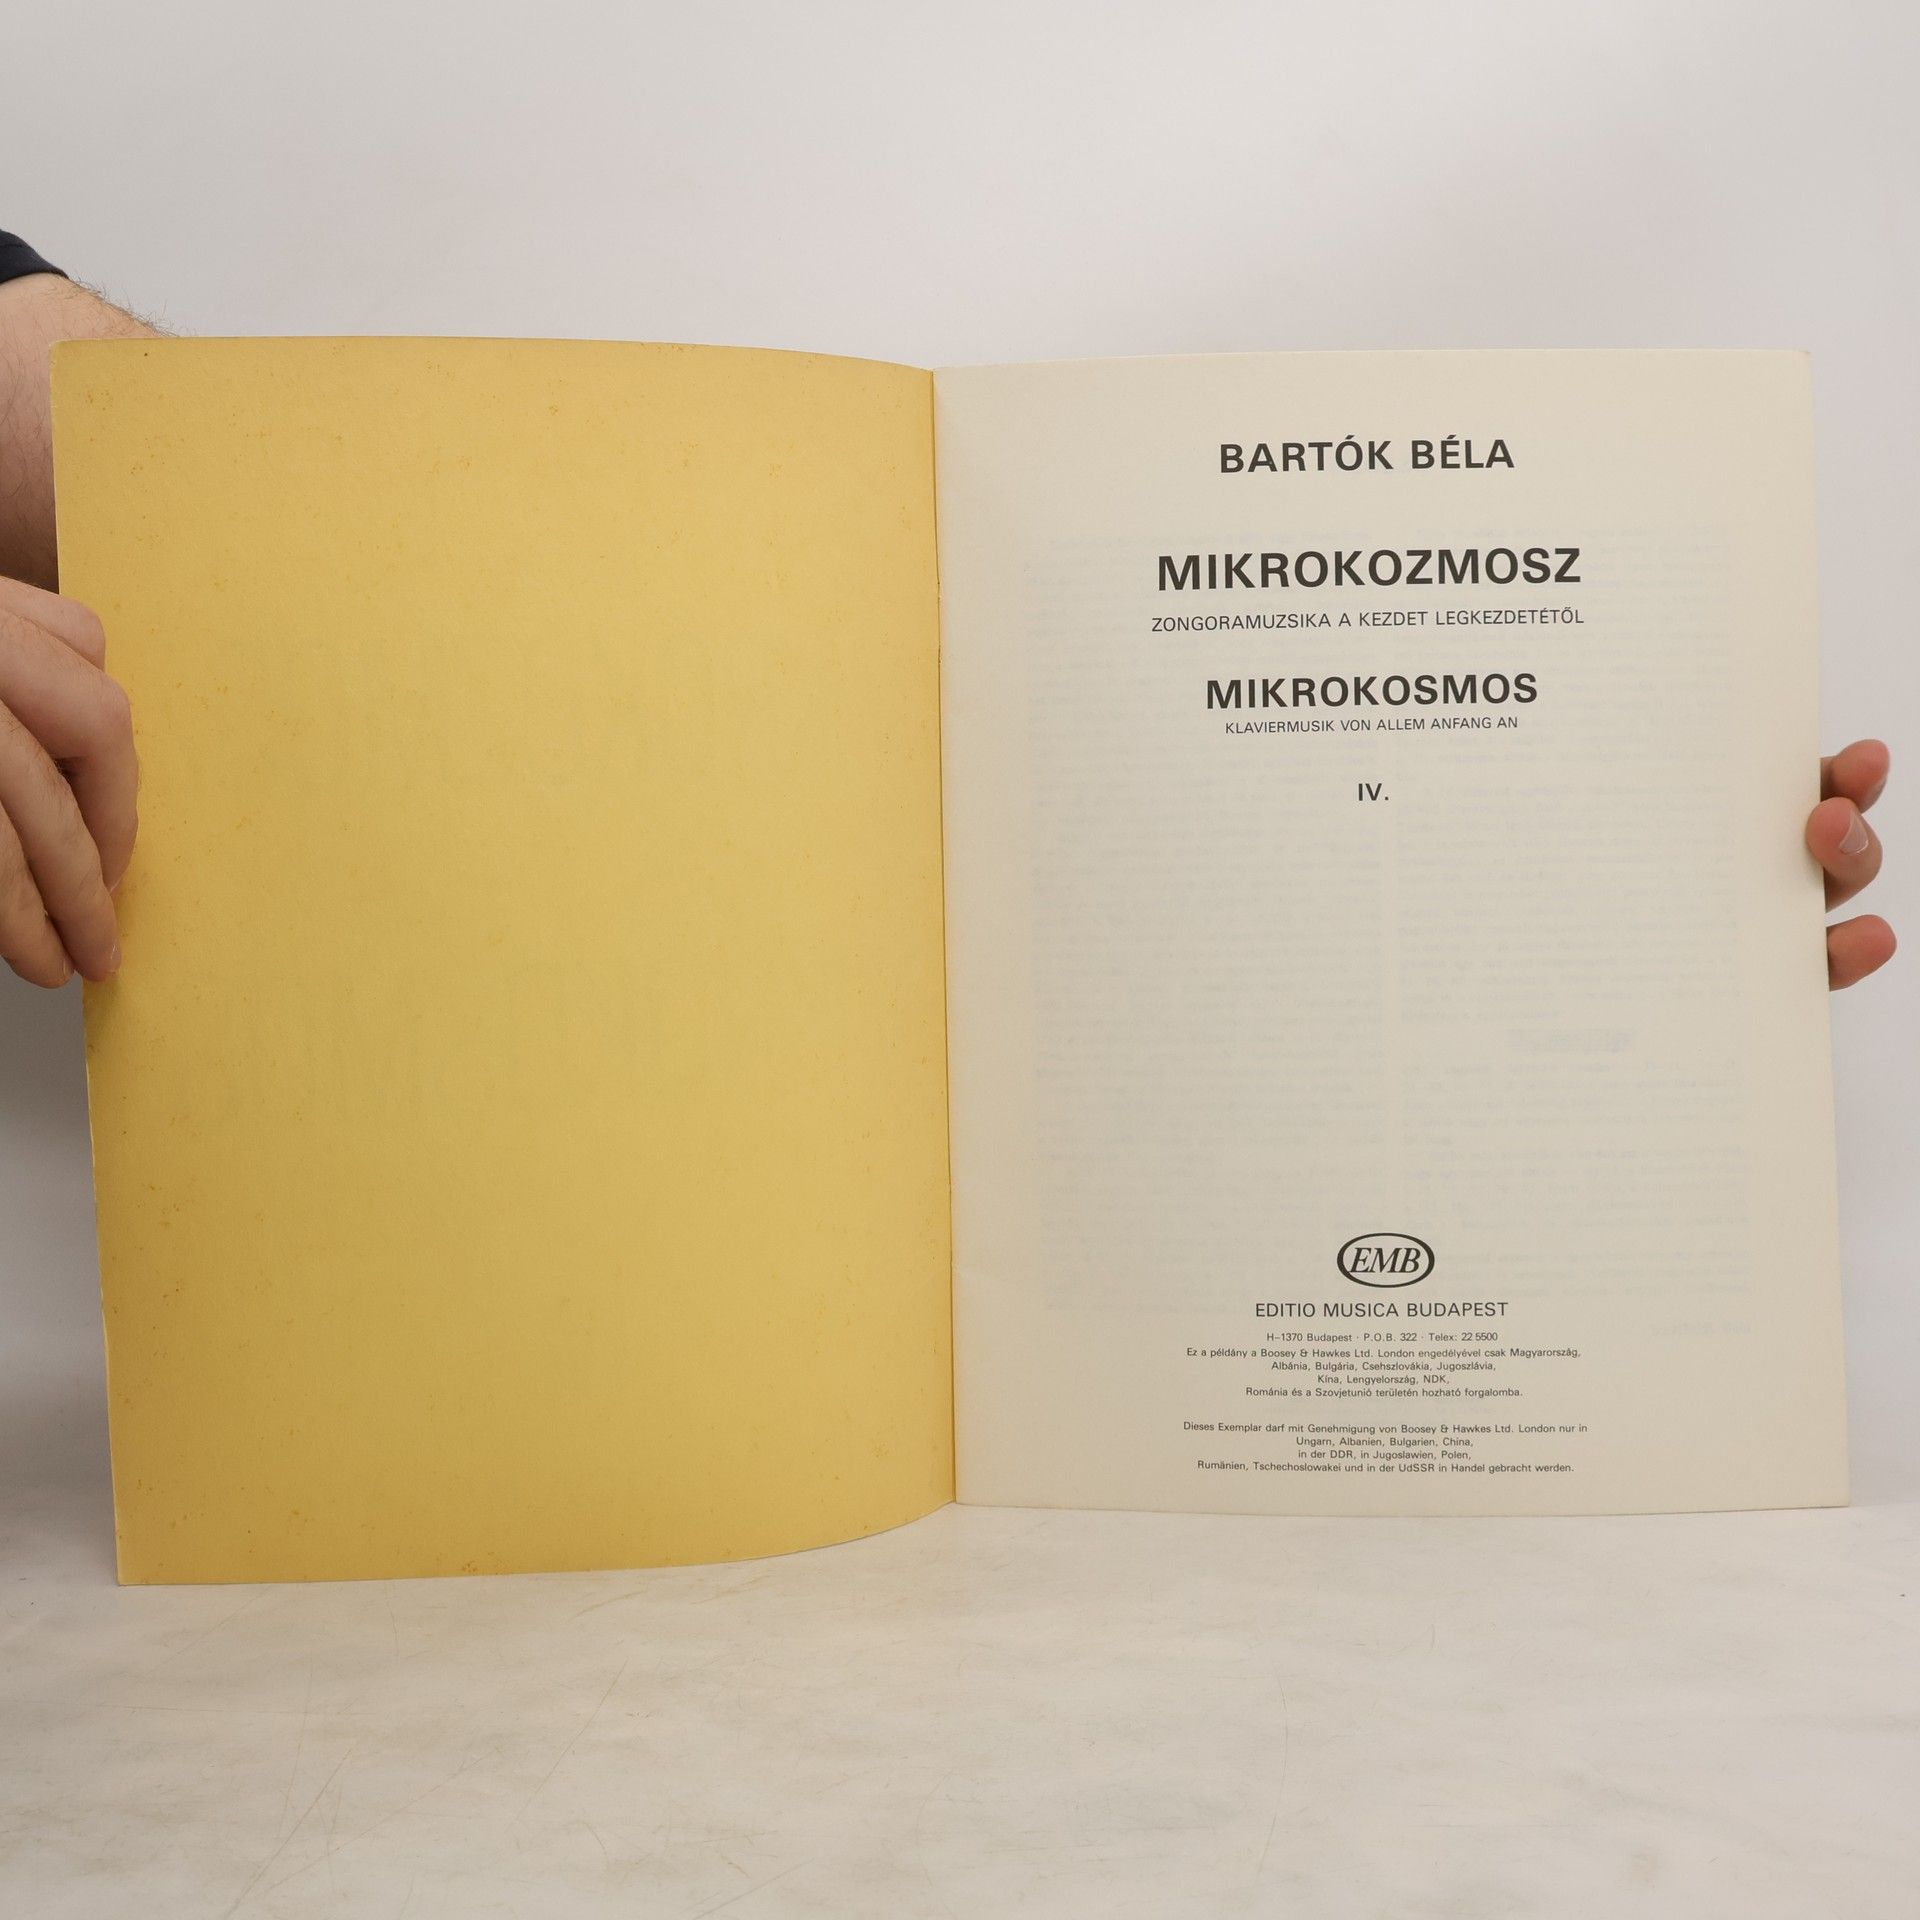 BARTÓK BÉLA
MIKROKOZMOSZ
ZONGORAMUZSIKA A KEZDET LEGKEZDETÉTŐL
MIKROKOSMOS
KLAVIERMUSIK VON ALLEM ANFANG AN
IV.
EMB
EDITIO MUSICA BUDAPEST
H–1370 Budapest · P.O.B. 322 · Telex: 22 5500
Ez a példány a Boosey & Hawkes Ltd. London engedélyével csak Magyarország,
Albánia, Bulgária, Csehszlovákia, Jugoszlávia,
Kína, Lengyelország, NDK,
Románia és a Szovjetunió területén hozható forgalomba.
Dieses Exemplar darf mit Genehmigung von Boosey & Hawkes Ltd. London nur in
Ungarn, Albanien, Bulgarien, China,
in der DDR, in Jugoslawien, Polen,
Rumänien, Tschechoslowakei und in der UdSSR in Handel gebracht werden.